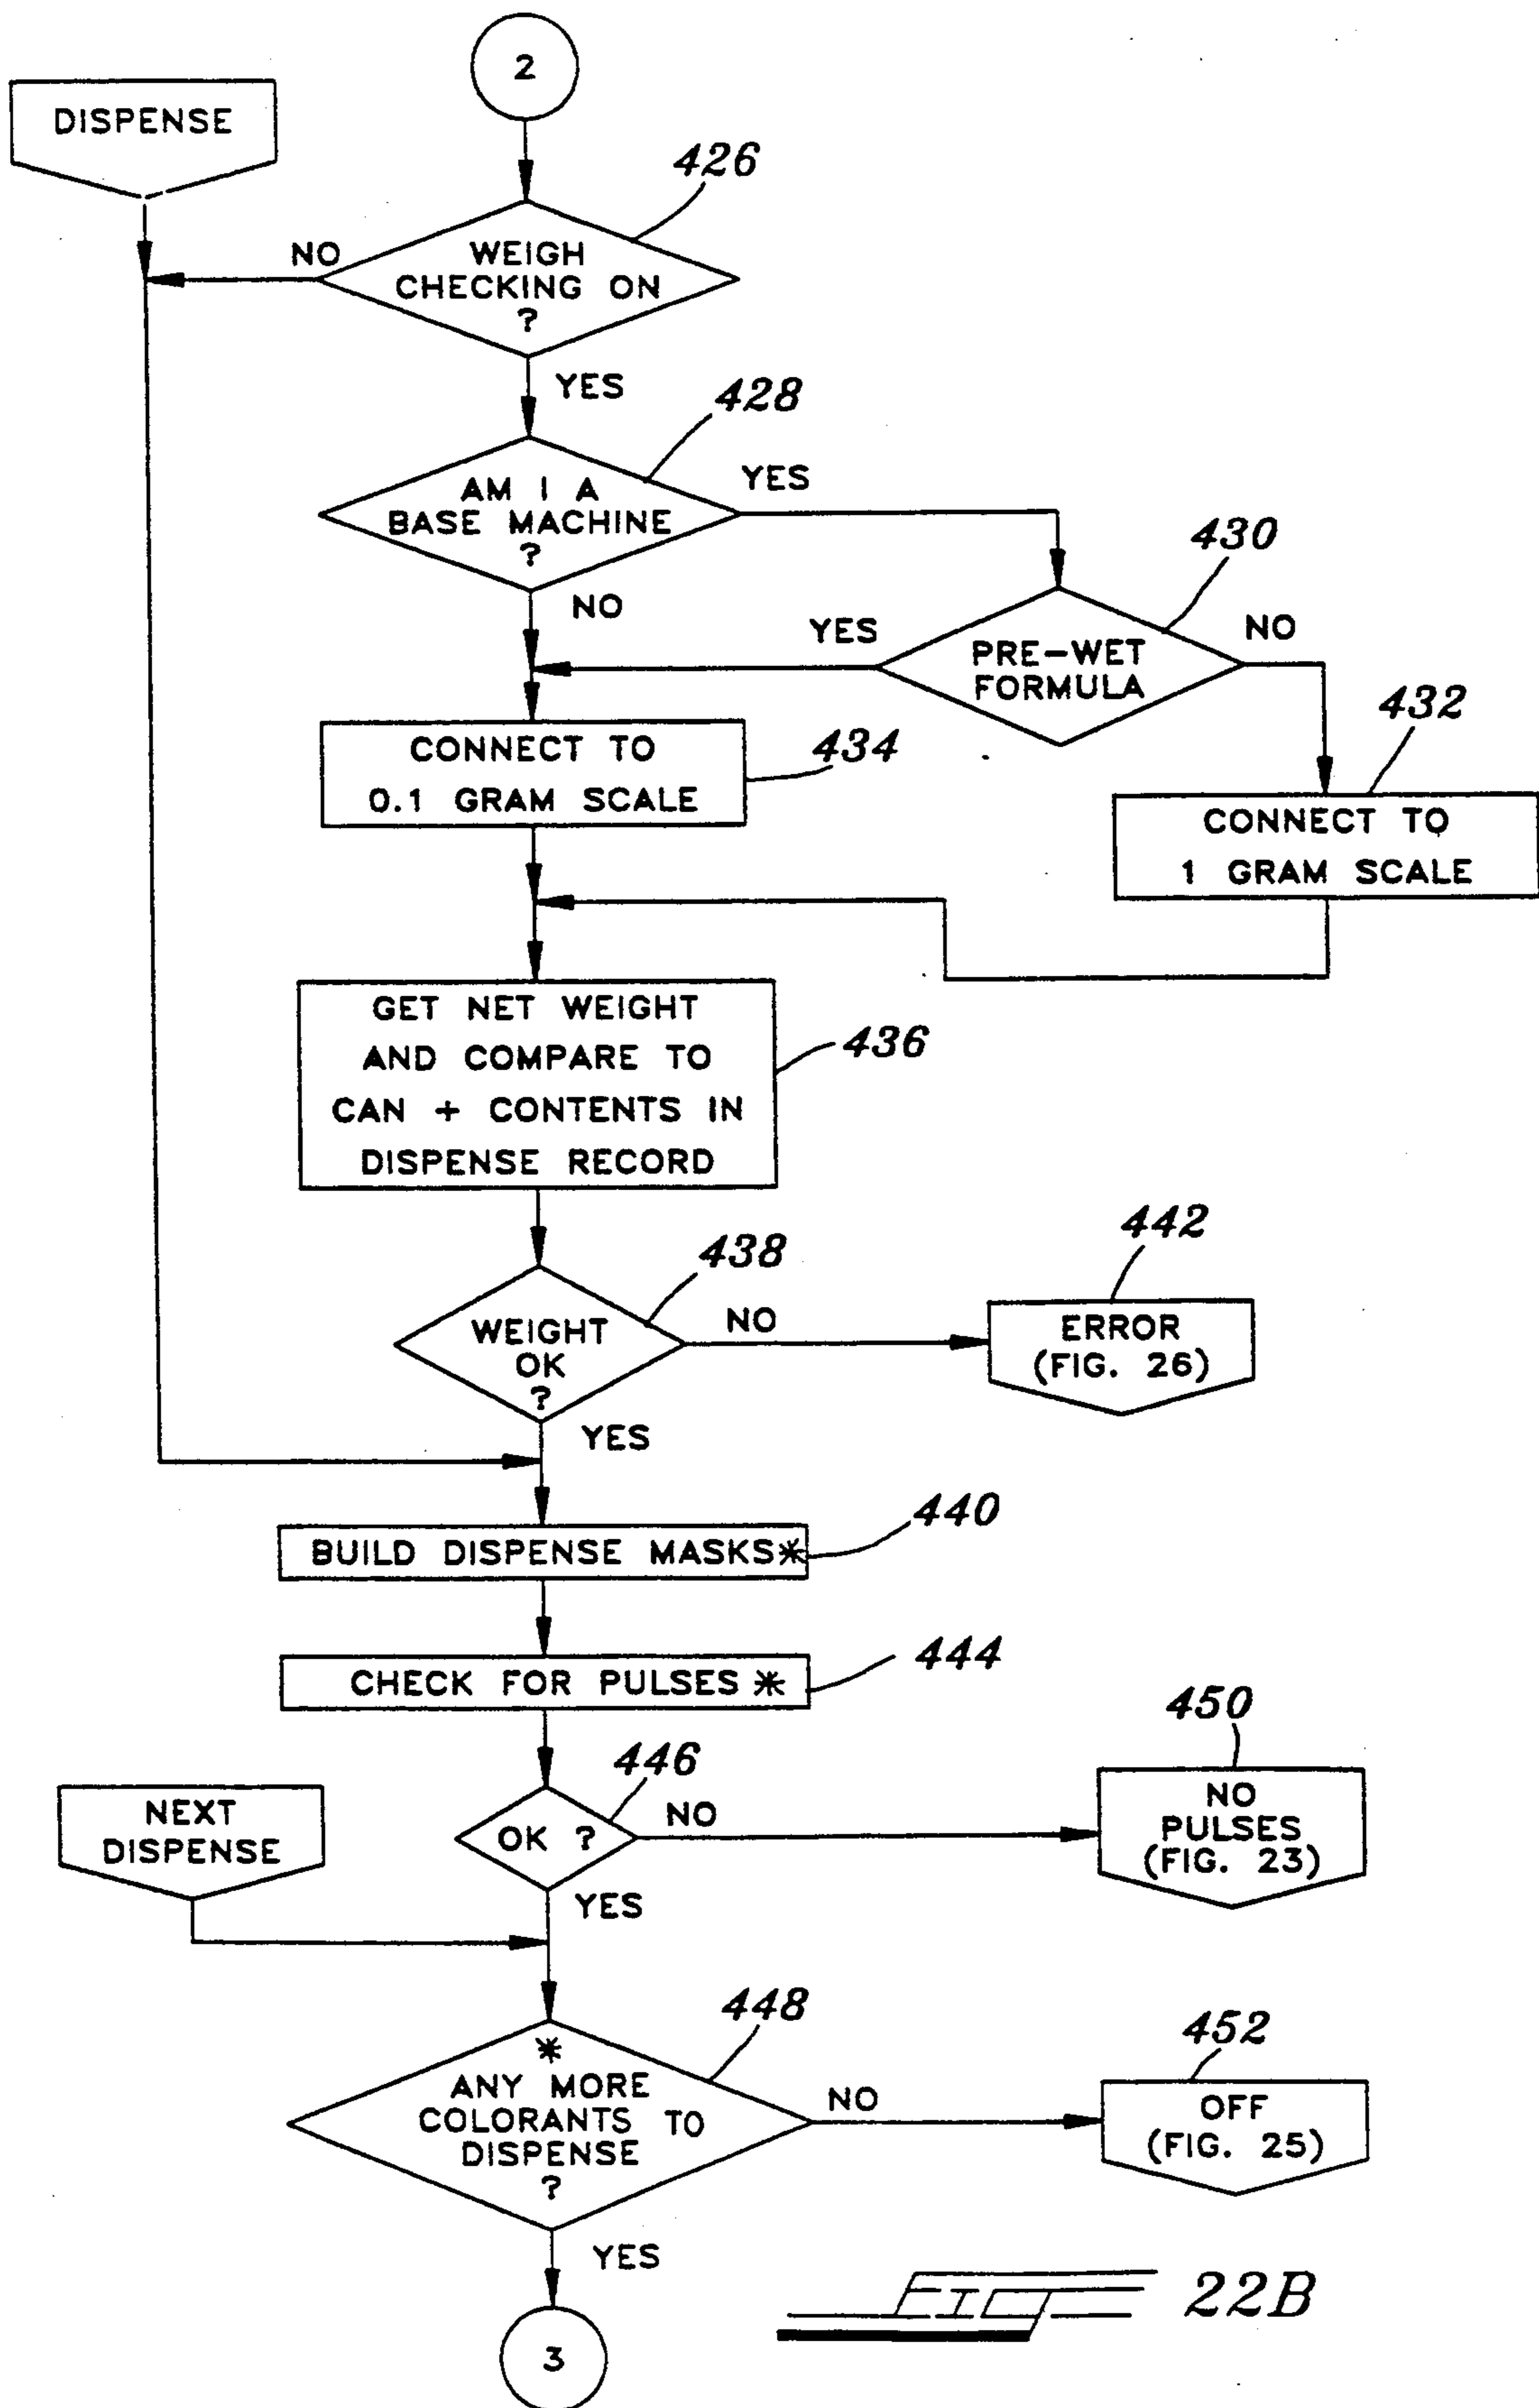 2
DISPENSE
426
NO
WEIGH
CHECKING ON
?
YES
428
AM I A
BASE MACHINE
?
YES
NO
430
YES
PRE-WET
FORMULA
NO
432
CONNECT TO
0.1 GRAM SCALE
434
CONNECT TO
1 GRAM SCALE
GET NET WEIGHT
AND COMPARE TO
CAN + CONTENTS IN
DISPENSE RECORD
436
438
WEIGHT
OK
?
NO
442
ERROR
(FIG. 26)
YES
BUILD DISPENSE MASKS*
440
CHECK FOR PULSES *
444
446
OK ?
NO
450
NO
PULSES
(FIG. 23)
NEXT
DISPENSE
YES
448
*
ANY MORE
COLORANTS TO
DISPENSE
?
NO
452
OFF
(FIG. 25)
YES
FIG 22B
3